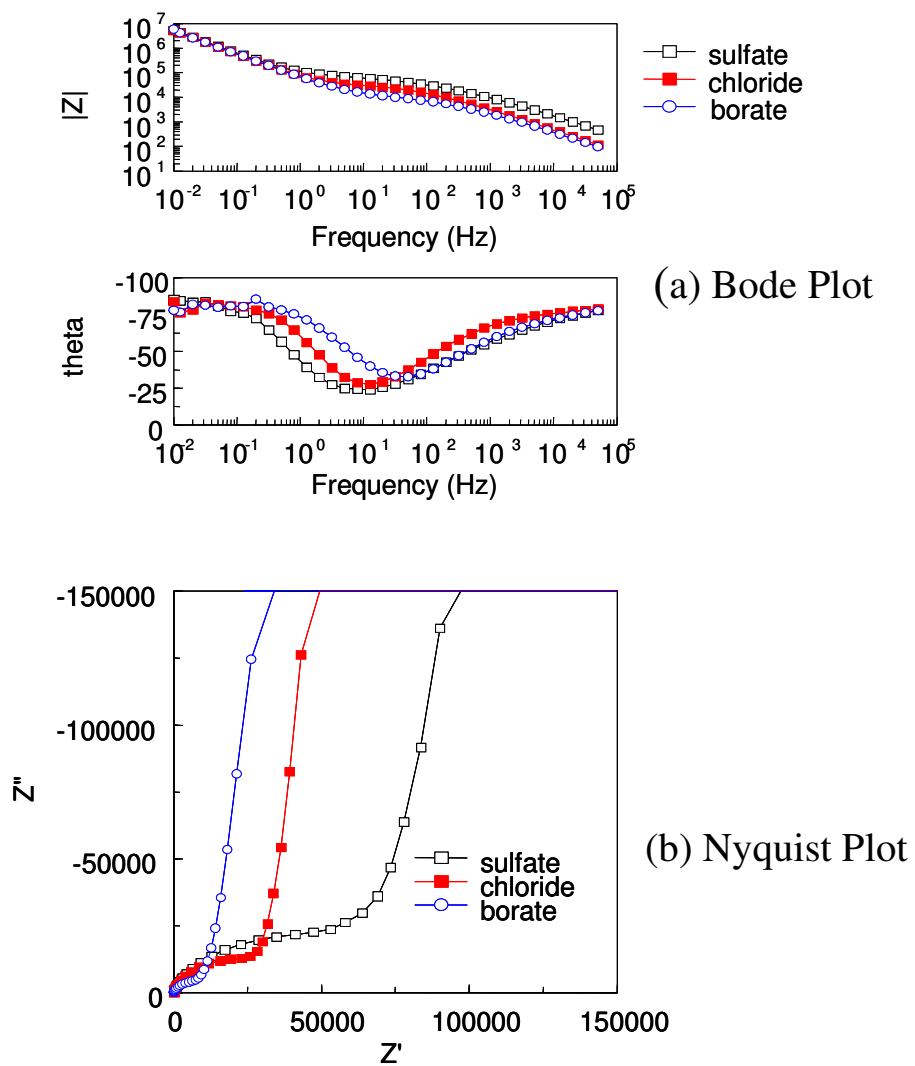 10^7
10^6
10^5
10^4
10^3
10^2
10^1
|Z|
10^-2 10^-1 10^0 10^1 10^2 10^3 10^4 10^5
Frequency (Hz)
sulfate
chloride
borate
-100
-75
-50
-25
0
theta
10^-2 10^-1 10^0 10^1 10^2 10^3 10^4 10^5
Frequency (Hz)
(a) Bode Plot
-150000
-100000
-50000
0
Z"
0 50000 100000 150000
Z'
sulfate
chloride
borate
(b) Nyquist Plot